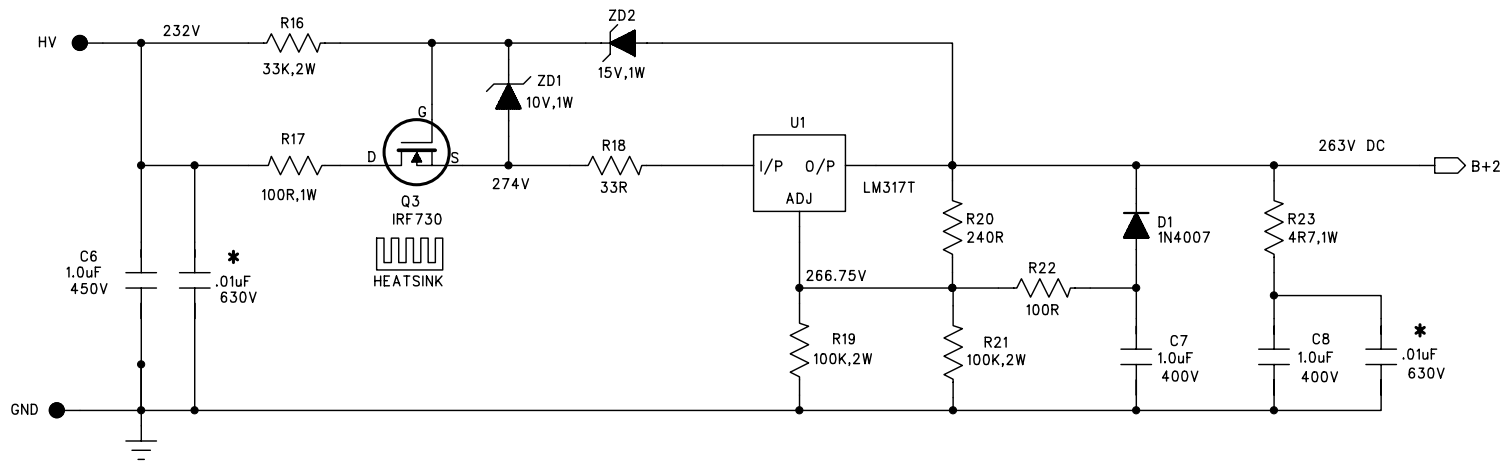 HV
232V
R16
33K,2W
ZD2
15V,1W
ZD1
10V,1W
G
D
S
R17
100R,1W
Q3
IRF730
HEATSINK
274V
R18
33R
U1
I/P O/P
ADJ
LM317T
263V DC
B+2
R20
240R
D1
1N4007
R23
4R7,1W
C6
1.0uF
450V
*
.01uF
630V
266.75V
R22
100R
R19
100K,2W
R21
100K,2W
C7
1.0uF
400V
C8
1.0uF
400V
*
.01uF
630V
GND